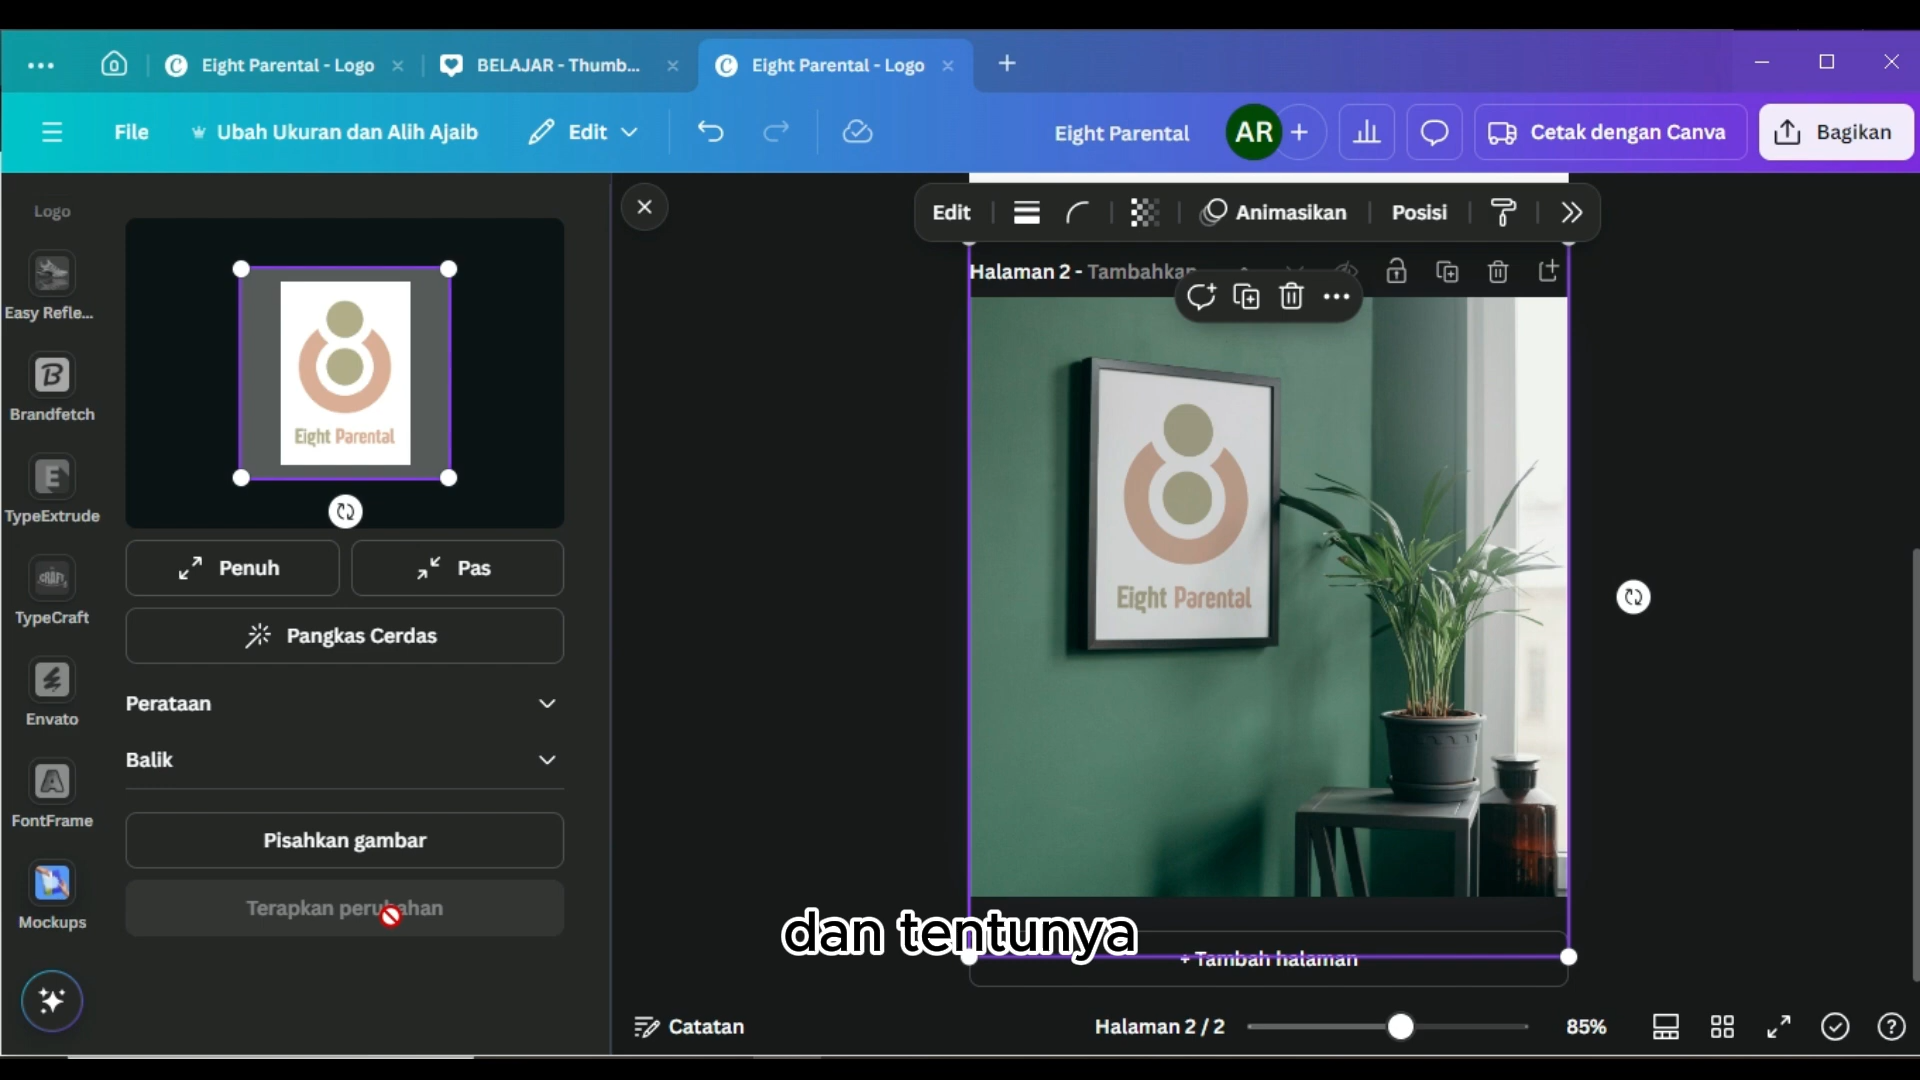 Eight Parental - Logo
BELAJAR - Thumb...
Eight Parental - Logo
File
Ubah Ukuran dan Alih Ajaib
Edit
Eight Parental
AR
Cetak dengan Canva
Bagikan
Logo
Easy Refle...
Brandfetch
TypeExtrude
TypeCraft
Envato
FontFrame
Mockups
Eight Parental
Penuh
Pas
Pangkas Cerdas
Perataan
Balik
Pisahkan gambar
Terapkan perubahan
Edit
Animasikan
Posisi
Halaman 2 - Tambahkan
Eight Parental
dan tentunya
+ Tambah halaman
Catatan
Halaman 2 / 2
85%